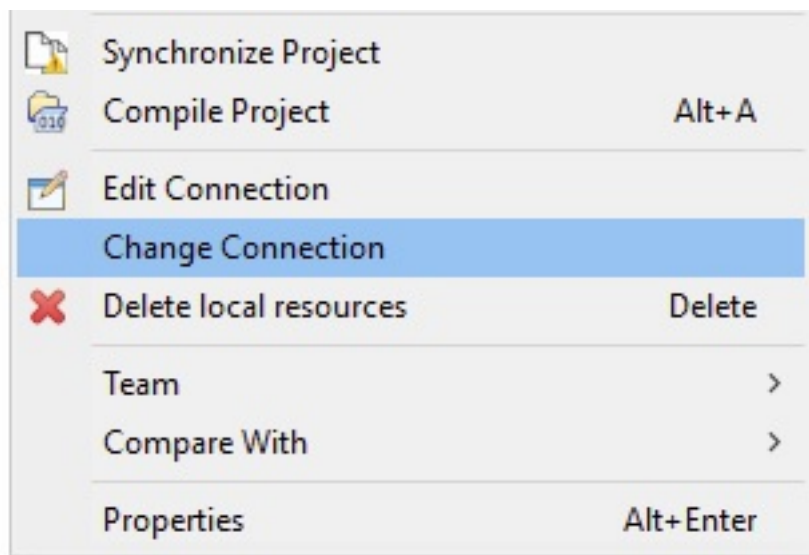 Synchronize Project
Compile Project Alt+A
Edit Connection
Change Connection
Delete local resources Delete
Team
Compare With
Properties Alt+Enter